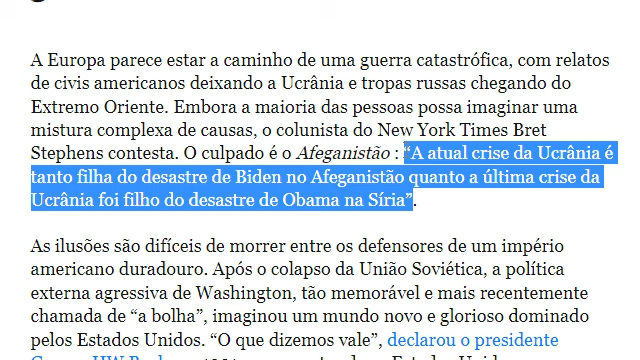 A Europa parece estar a caminho de uma guerra catastrófica, com relatos
de civis americanos deixando a Ucrânia e tropas russas chegando do
Extremo Oriente. Embora a maioria das pessoas possa imaginar uma
mistura complexa de causas, o colunista do New York Times Bret
Stephens contesta. O culpado é o Afeganistão : “A atual crise da Ucrânia é
tanto filha do desastre de Biden no Afeganistão quanto a última crise da
Ucrânia foi filho do desastre de Obama na Síria”.
As ilusões são difíceis de morrer entre os defensores de um império
americano duradouro. Após o colapso da União Soviética, a política
externa agressiva de Washington, tão memorável e mais recentemente
chamada de “a bolha”, imaginou um mundo novo e glorioso dominado
pelos Estados Unidos. “O que dizemos vale”, declarou o presidente